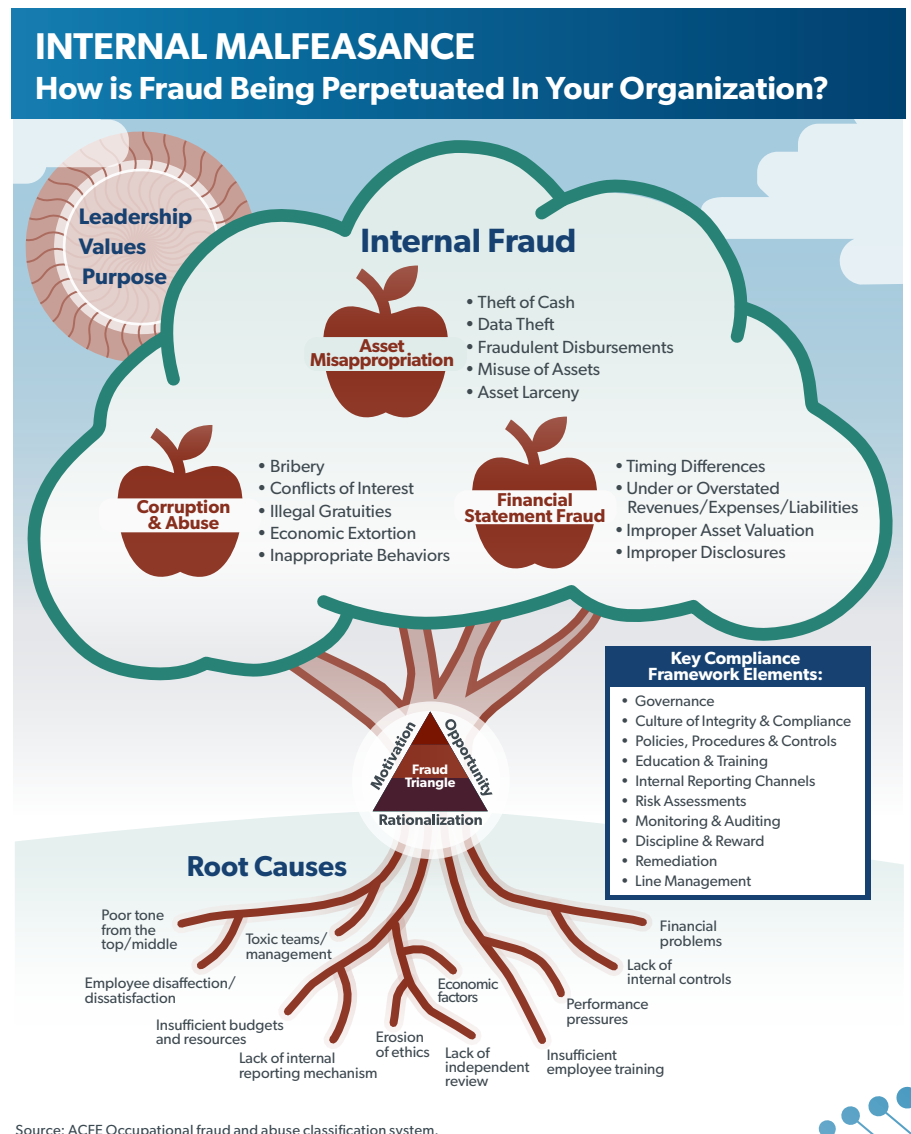 INTERNAL MALFEASANCE
How is Fraud Being Perpetuated In Your Organization?
Leadership
Values
Purpose
Internal Fraud
Asset
Misappropriation
• Theft of Cash
• Data Theft
• Fraudulent Disbursements
• Misuse of Assets
• Asset Larceny
Corruption
& Abuse
• Bribery
• Conflicts of Interest
• Illegal Gratuities
• Economic Extortion
• Inappropriate Behaviors
Financial
Statement Fraud
• Timing Differences
• Under or Overstated
Revenues/Expenses/Liabilities
• Improper Asset Valuation
• Improper Disclosures
Key Compliance
Framework Elements:
• Governance
• Culture of Integrity & Compliance
• Policies, Procedures & Controls
• Education & Training
• Internal Reporting Channels
• Risk Assessments
• Monitoring & Auditing
• Discipline & Reward
• Remediation
• Line Management
Motivation
Opportunity
Fraud
Triangle
Rationalization
Root Causes
Poor tone
from the
top/middle
Employee disaffection/
dissatisfaction
Toxic teams/
management
Insufficient budgets
and resources
Lack of internal
reporting mechanism
Erosion
of ethics
Economic
factors
Lack of
independent
review
Insufficient
employee training
Performance
pressures
Lack of
internal controls
Financial
problems
Source: ACFE Occupational fraud and abuse classification system.